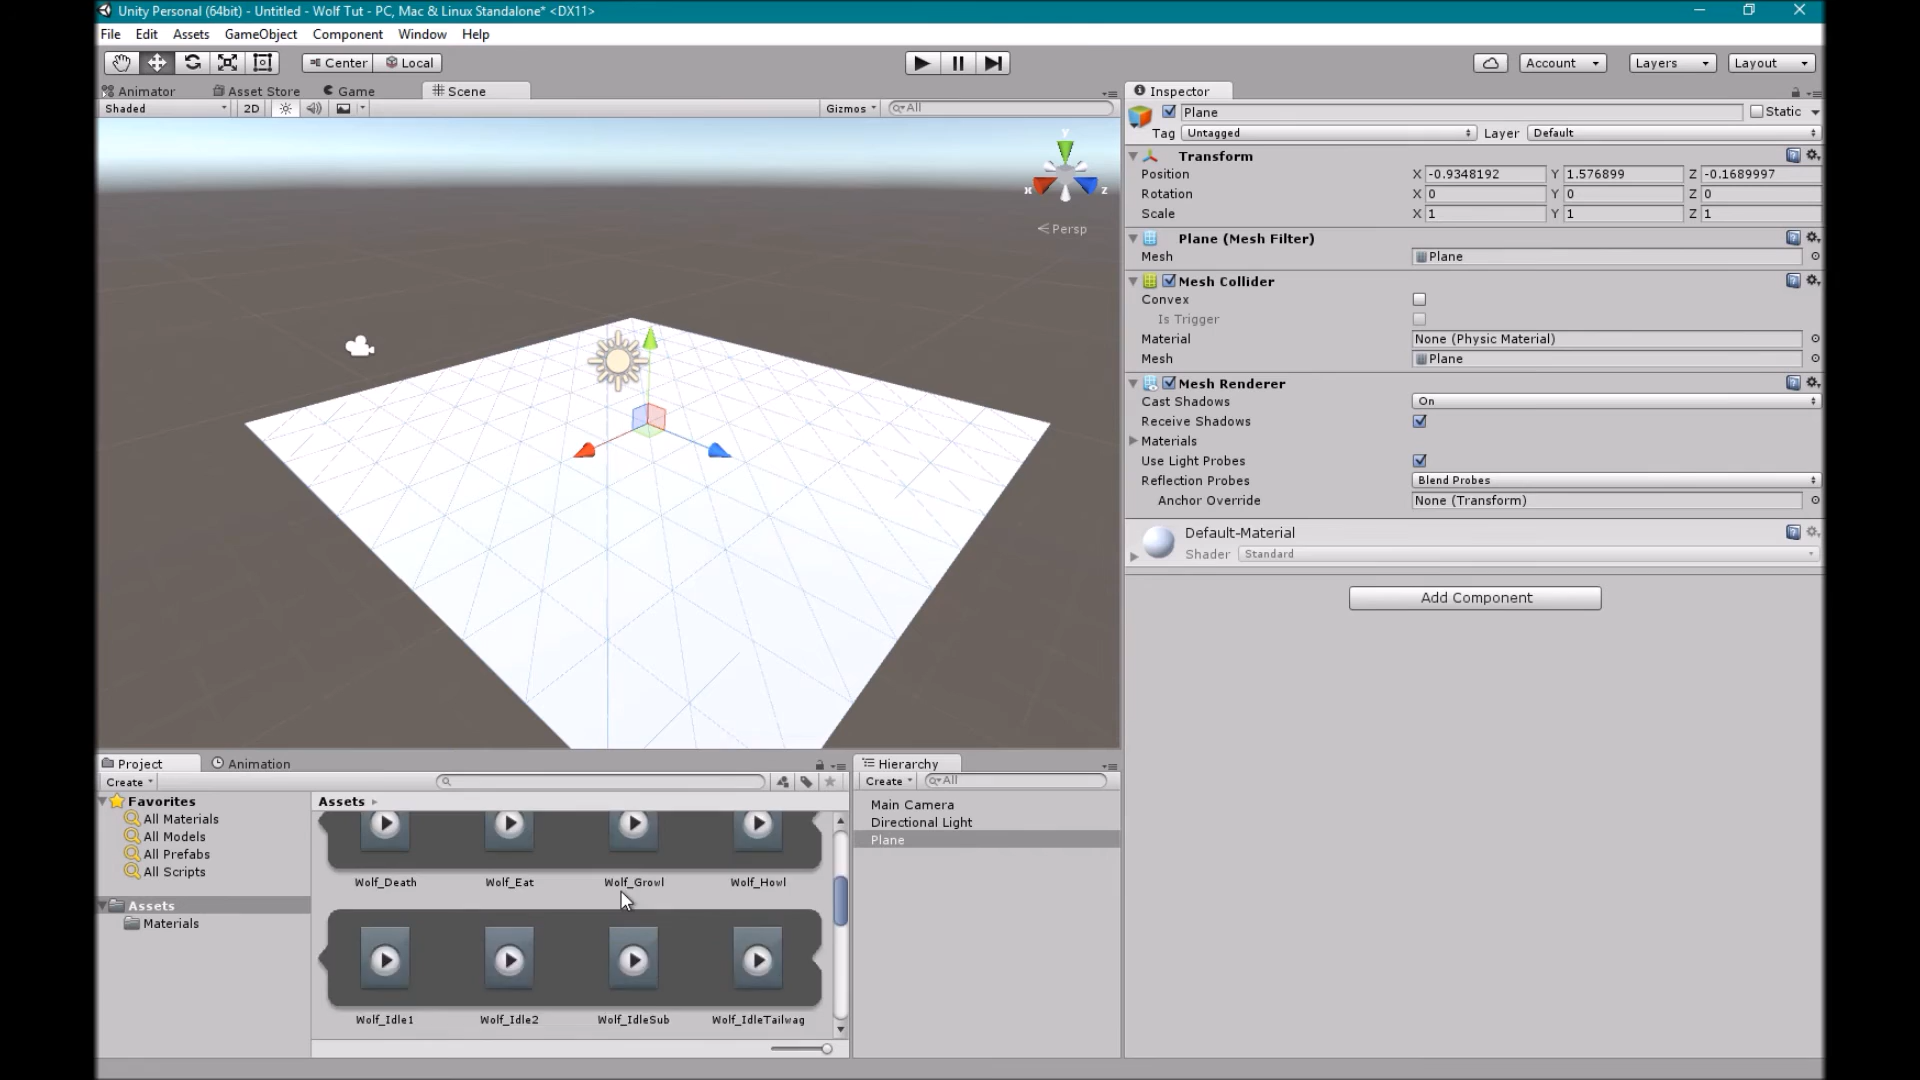 Unity Personal (64bit) - Untitled - Wolf Tut - PC, Mac & Linux Standalone* <DX11>
File Edit Assets GameObject Component Window Help
Center Local Account Layers Layout
Animator Asset Store Game Scene
Shaded 2D Gizmos All
y
x z
Persp
Inspector
Plane Static
Tag Untagged Layer Default
Transform
Position X -0.9348192 Y 1.576899 Z -0.1689997
Rotation X 0 Y 0 Z 0
Scale X 1 Y 1 Z 1
Plane (Mesh Filter)
Mesh Plane
Mesh Collider
Convex
Is Trigger
Material None (Physic Material)
Mesh Plane
Mesh Renderer
Cast Shadows On
Receive Shadows
Materials
Use Light Probes
Reflection Probes Blend Probes
Anchor Override None (Transform)
Default-Material
Shader Standard
Add Component
Project Animation
Create
Favorites
All Materials
All Models
All Prefabs
All Scripts
Assets
Materials
Assets
Wolf_Death Wolf_Eat Wolf_Growl Wolf_Howl
Wolf_Idle1 Wolf_Idle2 Wolf_IdleSub Wolf_IdleTailwag
Hierarchy
Create All
Main Camera
Directional Light
Plane